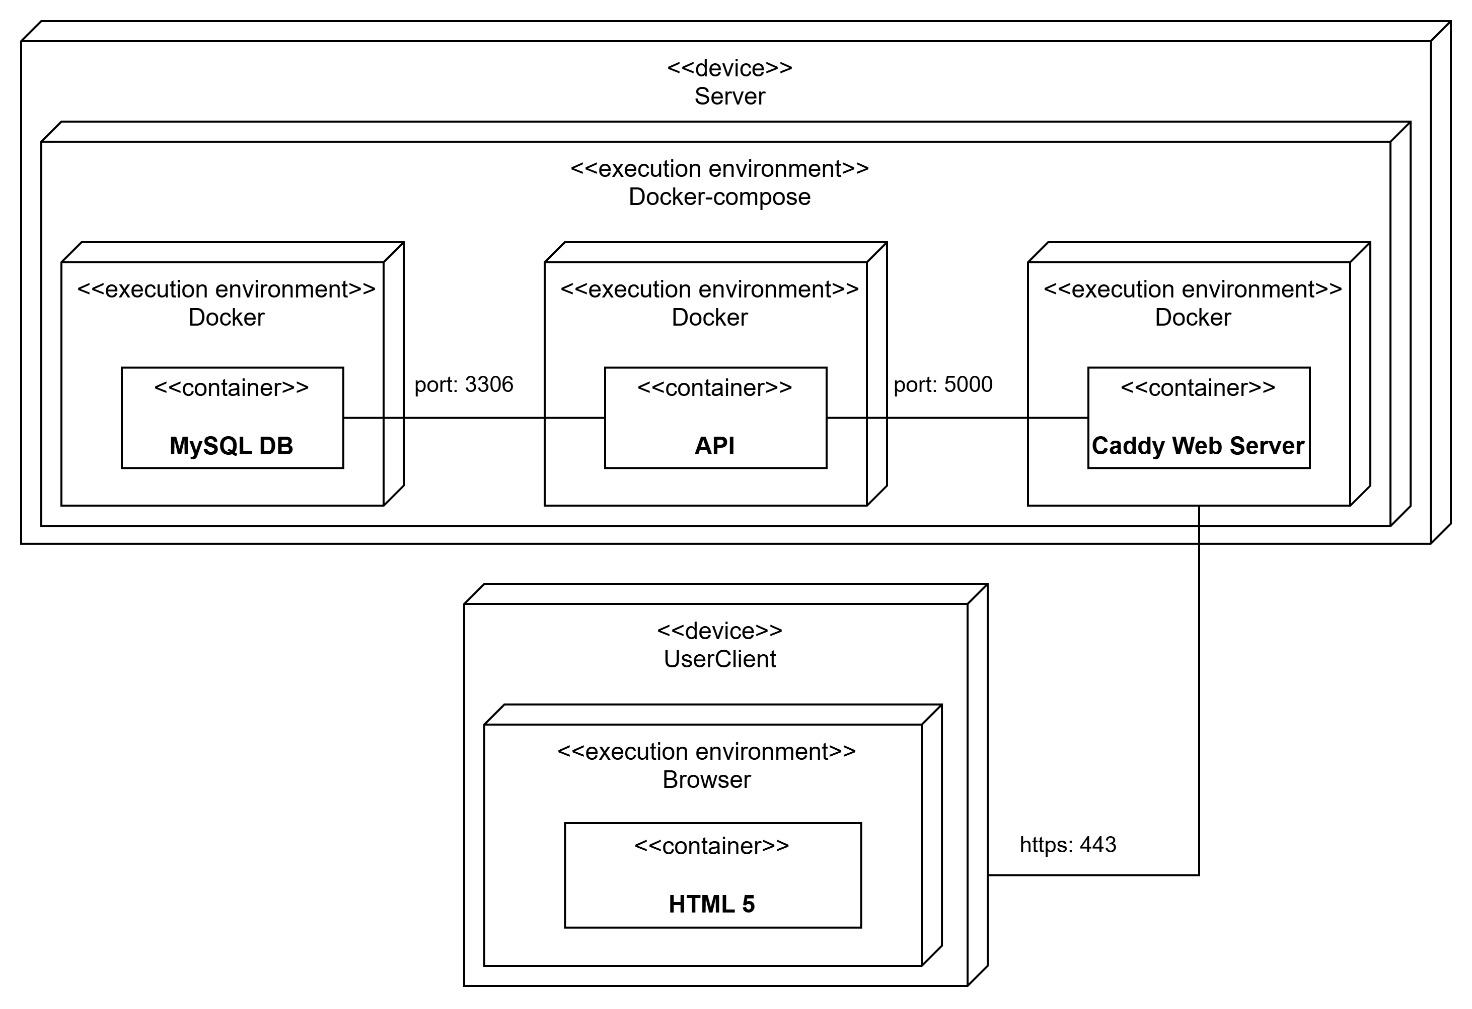 <<device>>
Server
<<execution environment>>
Docker-compose
<<execution environment>>
Docker
<<container>>
MySQL DB
port: 3306
<<execution environment>>
Docker
<<container>>
API
port: 5000
<<execution environment>>
Docker
<<container>>
Caddy Web Server
<<device>>
UserClient
<<execution environment>>
Browser
<<container>>
HTML 5
https: 443